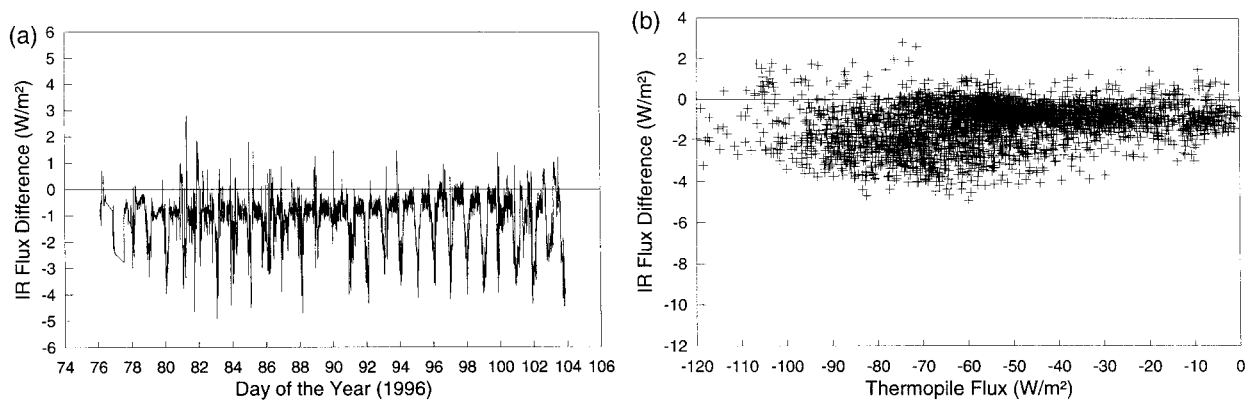 (a)
6
5
4
3
2
1
0
-1
-2
-3
-4
-5
-6
IR Flux Difference (W/m²)
74 76 78 80 82 84 86 88 90 92 94 96 98 100 102 104 106
Day of the Year (1996)
(b)
4
2
0
-2
-4
-6
-8
-10
-12
IR Flux Difference (W/m²)
-120 -110 -100 -90 -80 -70 -60 -50 -40 -30 -20 -10 0
Thermopile Flux (W/m²)